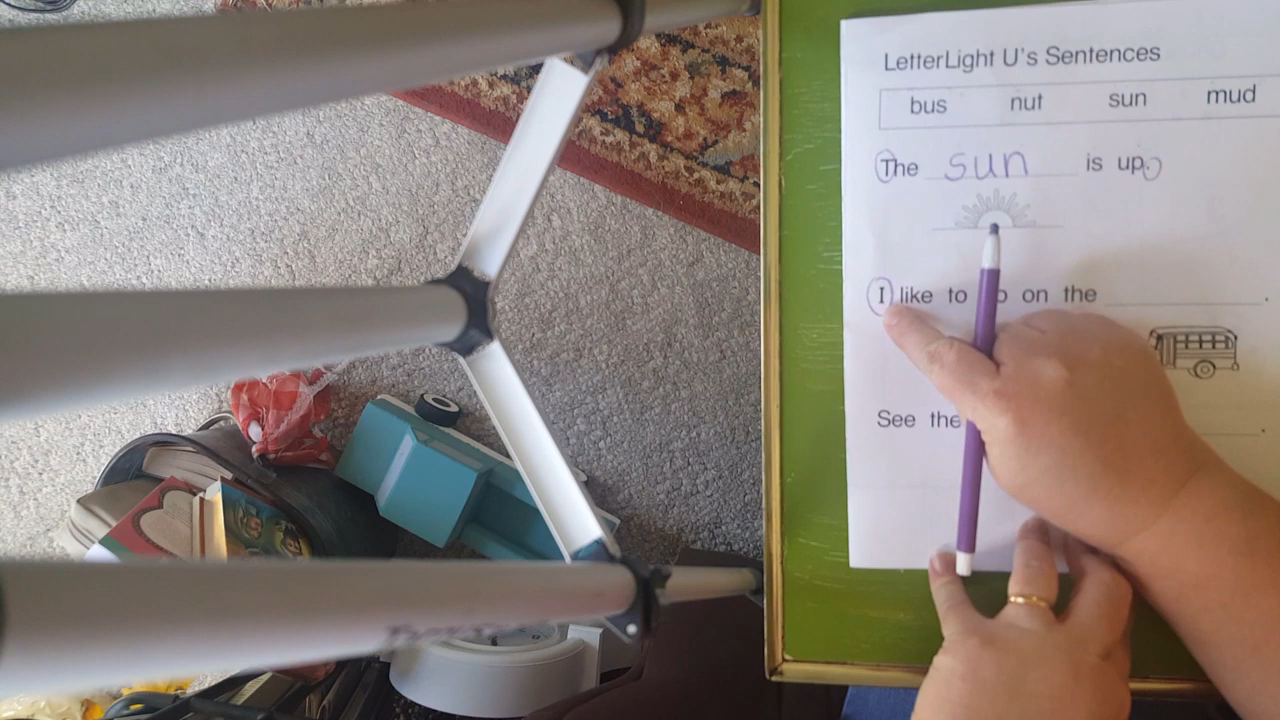 LetterLight U's Sentences
bus nut sun mud
The sun is up.
I like to on the .
See the .